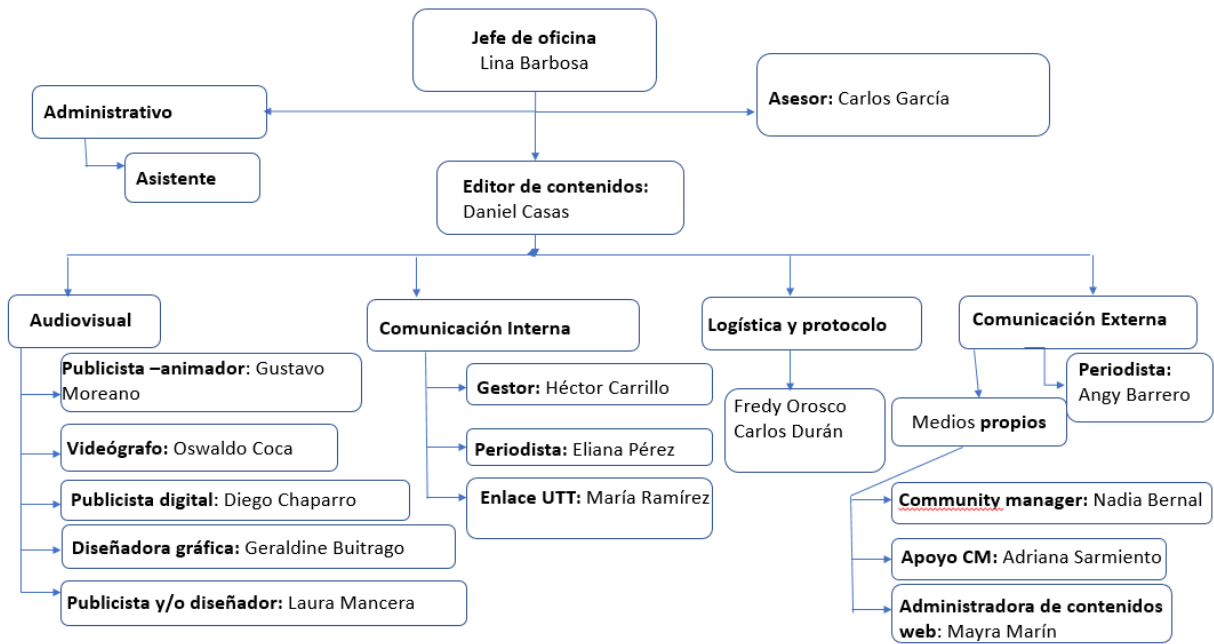 Jefe de oficina
Lina Barbosa
Asesor: Carlos García
Administrativo
Asistente
Editor de contenidos:
Daniel Casas
Audiovisual
Publicista –animador: Gustavo
Moreano
Videógrafo: Oswaldo Coca
Publicista digital: Diego Chaparro
Diseñadora gráfica: Geraldine Buitrago
Publicista y/o diseñador: Laura Mancera
Comunicación Interna
Gestor: Héctor Carrillo
Periodista: Eliana Pérez
Enlace UTT: María Ramírez
Logística y protocolo
Fredy Orosco
Carlos Durán
Comunicación Externa
Periodista:
Angy Barrero
Medios propios
Community manager: Nadia Bernal
Apoyo CM: Adriana Sarmiento
Administradora de contenidos
web: Mayra Marín